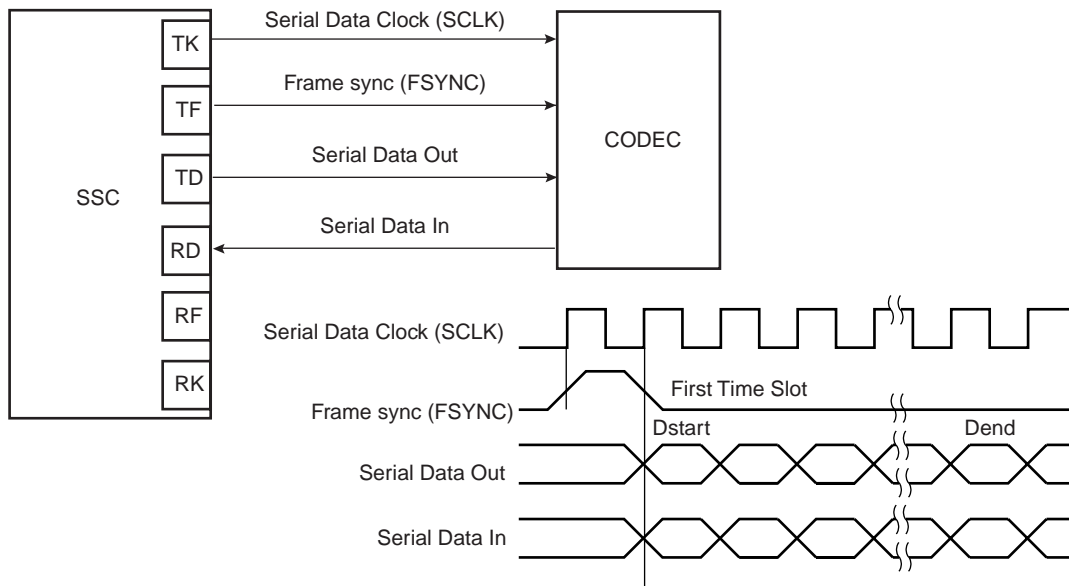 Serial Data Clock (SCLK)
TK
Frame sync (FSYNC)
TF
CODEC
Serial Data Out
TD
SSC
Serial Data In
RD
RF
Serial Data Clock (SCLK)
RK
First Time Slot
Frame sync (FSYNC)
Dstart
Dend
Serial Data Out
Serial Data In